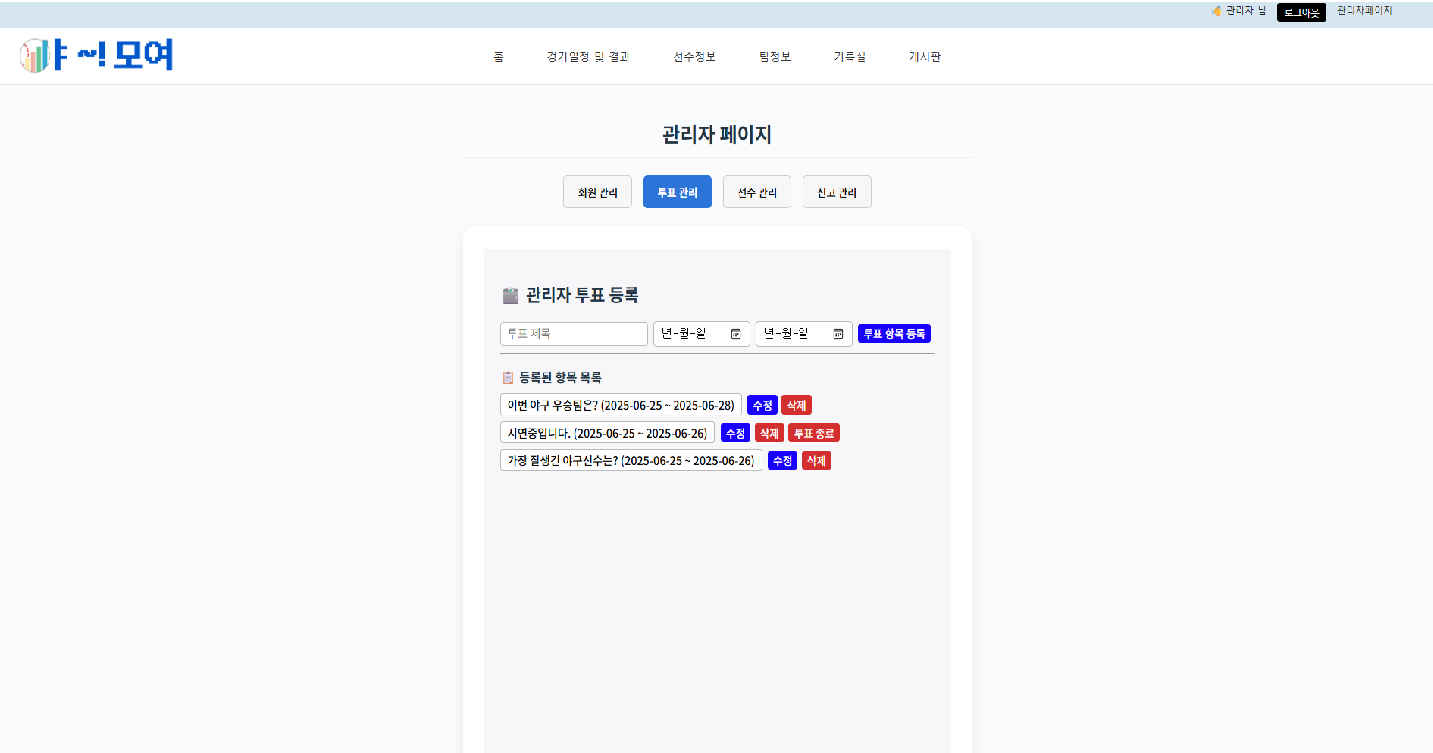 관리자 님 로그아웃 관리자페이지
야 ~! 모여
홈 경기일정 및 결과 선수정보 팀정보 기록실 게시판
관리자 페이지
회원 관리 투표 관리 선수 관리 신고 관리
관리자 투표 등록
투표 제목 년-월-일 년-월-일 투표 항목 등록
등록된 항목 목록
이번 야구 우승팀은? (2025-06-25 ~ 2025-06-28) 수정 삭제
시연중입니다. (2025-06-25 ~ 2025-06-26) 수정 삭제 투표 종료
가장 잘생긴 야구선수는? (2025-06-25 ~ 2025-06-26) 수정 삭제